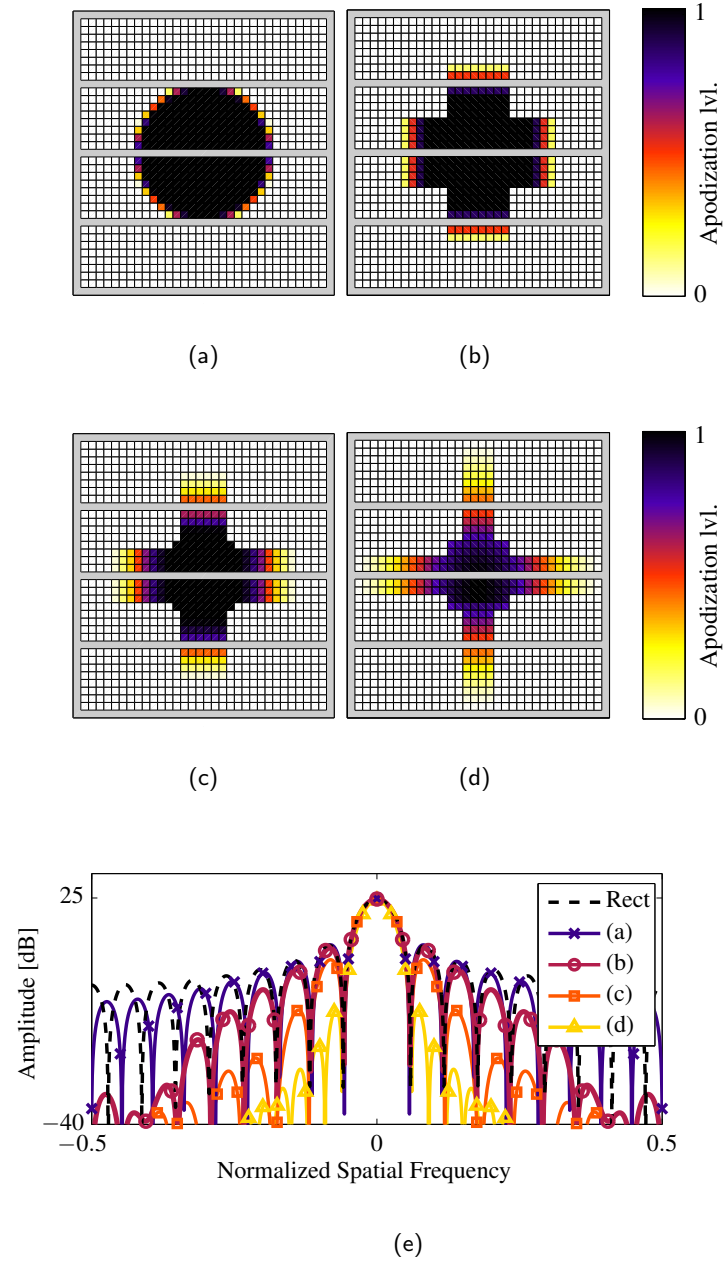 1
Apodization lvl.
0
(a)
(b)
1
Apodization lvl.
0
(c)
(d)
25
Amplitude [dB]
−40
Rect
(a)
(b)
(c)
(d)
−0.5
0
0.5
Normalized Spatial Frequency
(e)